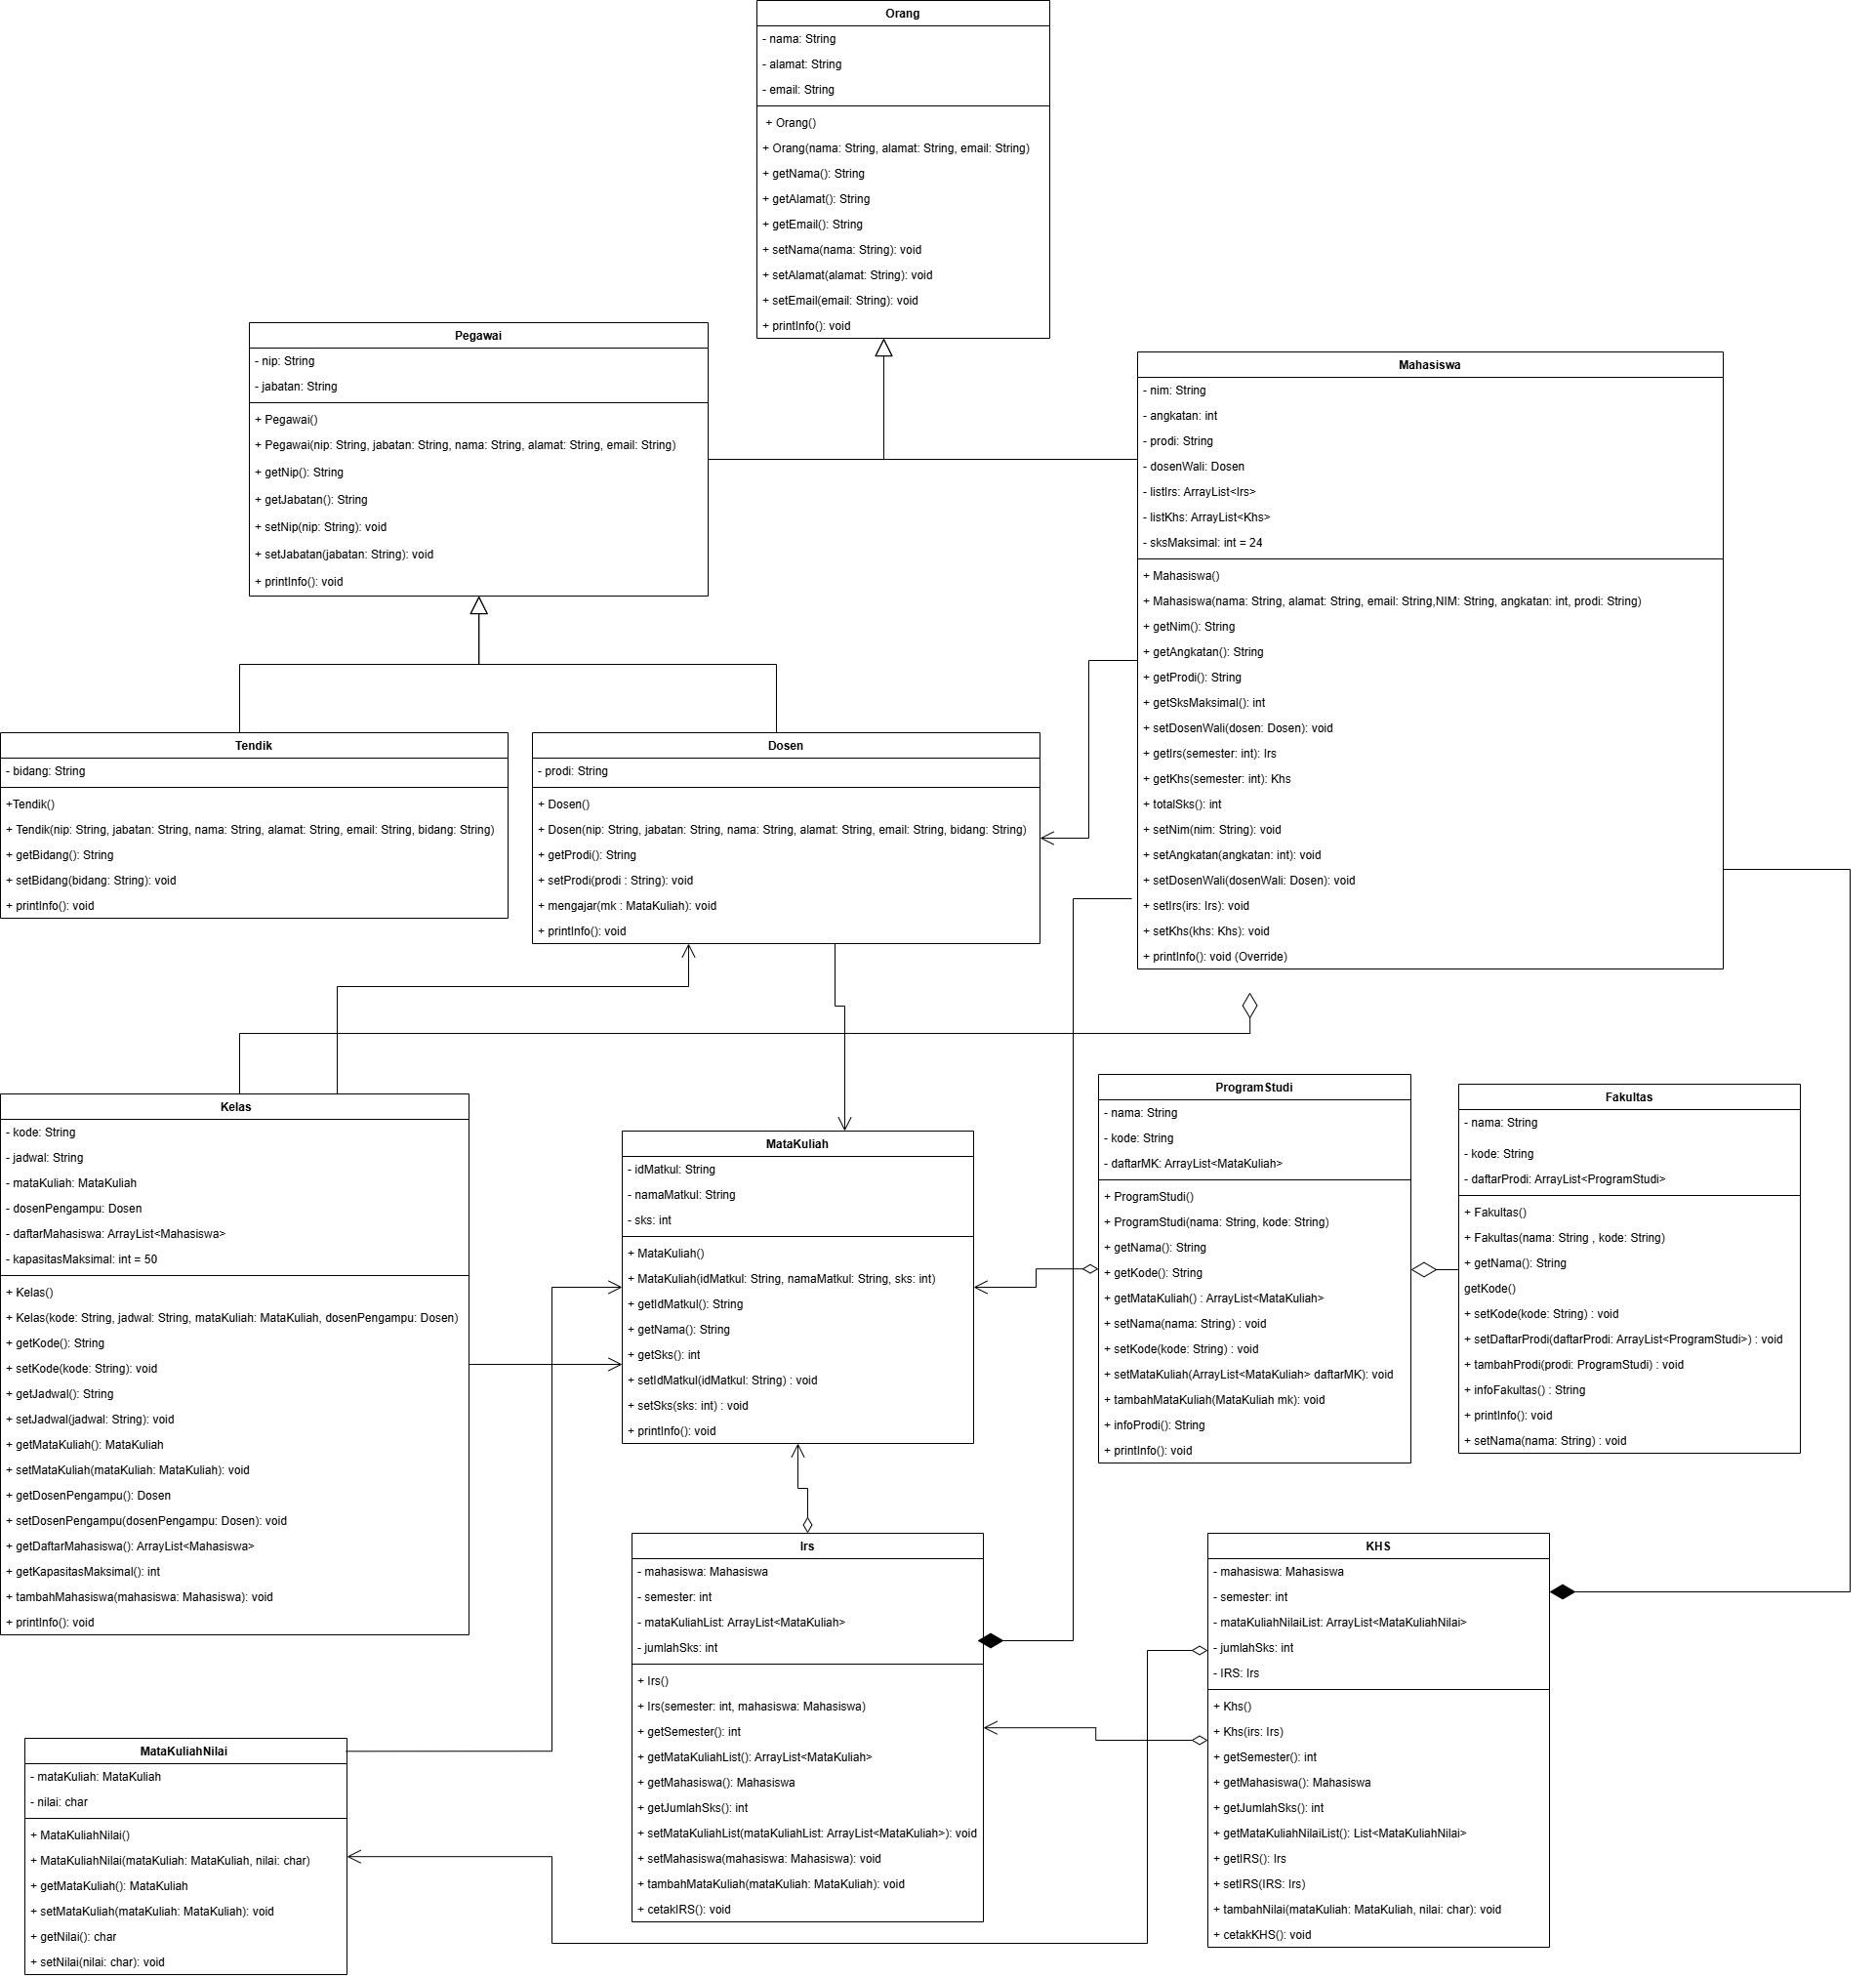 Orang
- nama: String
- alamat: String
- email: String
+ Orang()
+ Orang(nama: String, alamat: String, email: String)
+ getNama(): String
+ getAlamat(): String
+ getEmail(): String
+ setNama(nama: String): void
+ setAlamat(alamat: String): void
+ setEmail(email: String): void
+ printInfo(): void
Pegawai
- nip: String
- jabatan: String
+ Pegawai()
+ Pegawai(nip: String, jabatan: String, nama: String, alamat: String, email: String)
+ getNip(): String
+ getJabatan(): String
+ setNip(nip: String): void
+ setJabatan(jabatan: String): void
+ printInfo(): void
Mahasiswa
- nim: String
- angkatan: int
- prodi: String
- dosenWali: Dosen
- listIrs: ArrayList<Irs>
- listKhs: ArrayList<Khs>
- sksMaksimal: int = 24
+ Mahasiswa()
+ Mahasiswa(nama: String, alamat: String, email: String,NIM: String, angkatan: int, prodi: String)
+ getNim(): String
+ getAngkatan(): String
+ getProdi(): String
+ getSksMaksimal(): int
+ setDosenWali(dosen: Dosen): void
+ getIrs(semester: int): Irs
+ getKhs(semester: int): Khs
+ totalSks(): int
+ setNim(nim: String): void
+ setAngkatan(angkatan: int): void
+ setDosenWali(dosenWali: Dosen): void
+ setIrs(irs: Irs): void
+ setKhs(khs: Khs): void
+ printInfo(): void (Override)
Tendik
- bidang: String
+Tendik()
+ Tendik(nip: String, jabatan: String, nama: String, alamat: String, email: String, bidang: String)
+ getBidang(): String
+ setBidang(bidang: String): void
+ printInfo(): void
Dosen
- prodi: String
+ Dosen()
+ Dosen(nip: String, jabatan: String, nama: String, alamat: String, email: String, bidang: String)
+ getProdi(): String
+ setProdi(prodi : String): void
+ mengajar(mk : MataKuliah): void
+ printInfo(): void
Kelas
- kode: String
- jadwal: String
- mataKuliah: MataKuliah
- dosenPengampu: Dosen
- daftarMahasiswa: ArrayList<Mahasiswa>
- kapasitasMaksimal: int = 50
+ Kelas()
+ Kelas(kode: String, jadwal: String, mataKuliah: MataKuliah, dosenPengampu: Dosen)
+ getKode(): String
+ setKode(kode: String): void
+ getJadwal(): String
+ setJadwal(jadwal: String): void
+ getMataKuliah(): MataKuliah
+ setMataKuliah(mataKuliah: MataKuliah): void
+ getDosenPengampu(): Dosen
+ setDosenPengampu(dosenPengampu: Dosen): void
+ getDaftarMahasiswa(): ArrayList<Mahasiswa>
+ getKapasitasMaksimal(): int
+ tambahMahasiswa(mahasiswa: Mahasiswa): void
+ printInfo(): void
MataKuliah
- idMatkul: String
- namaMatkul: String
- sks: int
+ MataKuliah()
+ MataKuliah(idMatkul: String, namaMatkul: String, sks: int)
+ getIdMatkul(): String
+ getNama(): String
+ getSks(): int
+ setIdMatkul(idMatkul: String) : void
+ setSks(sks: int) : void
+ printInfo(): void
ProgramStudi
- nama: String
- kode: String
- daftarMK: ArrayList<MataKuliah>
+ ProgramStudi()
+ ProgramStudi(nama: String, kode: String)
+ getNama(): String
+ getKode(): String
+ getMataKuliah() : ArrayList<MataKuliah>
+ setNama(nama: String) : void
+ setKode(kode: String) : void
+ setMataKuliah(ArrayList<MataKuliah> daftarMK): void
+ tambahMataKuliah(MataKuliah mk): void
+ infoProdi(): String
+ printInfo(): void
Fakultas
- nama: String
- kode: String
- daftarProdi: ArrayList<ProgramStudi>
+ Fakultas()
+ Fakultas(nama: String , kode: String)
+ getNama(): String
getKode()
+ setKode(kode: String) : void
+ setDaftarProdi(daftarProdi: ArrayList<ProgramStudi>) : void
+ tambahProdi(prodi: ProgramStudi) : void
+ infoFakultas() : String
+ printInfo(): void
+ setNama(nama: String) : void
Irs
- mahasiswa: Mahasiswa
- semester: int
- mataKuliahList: ArrayList<MataKuliah>
- jumlahSks: int
+ Irs()
+ Irs(semester: int, mahasiswa: Mahasiswa)
+ getSemester(): int
+ getMataKuliahList(): ArrayList<MataKuliah>
+ getMahasiswa(): Mahasiswa
+ getJumlahSks(): int
+ setMataKuliahList(mataKuliahList: ArrayList<MataKuliah>): void
+ setMahasiswa(mahasiswa: Mahasiswa): void
+ tambahMataKuliah(mataKuliah: MataKuliah): void
+ cetakIRS(): void
KHS
- mahasiswa: Mahasiswa
- semester: int
- mataKuliahNilaiList: ArrayList<MataKuliahNilai>
- jumlahSks: int
- IRS: Irs
+ Khs()
+ Khs(irs: Irs)
+ getSemester(): int
+ getMahasiswa(): Mahasiswa
+ getJumlahSks(): int
+ getMataKuliahNilaiList(): List<MataKuliahNilai>
+ getIRS(): Irs
+ setIRS(IRS: Irs)
+ tambahNilai(mataKuliah: MataKuliah, nilai: char): void
+ cetakKHS(): void
MataKuliahNilai
- mataKuliah: MataKuliah
- nilai: char
+ MataKuliahNilai()
+ MataKuliahNilai(mataKuliah: MataKuliah, nilai: char)
+ getMataKuliah(): MataKuliah
+ setMataKuliah(mataKuliah: MataKuliah): void
+ getNilai(): char
+ setNilai(nilai: char): void